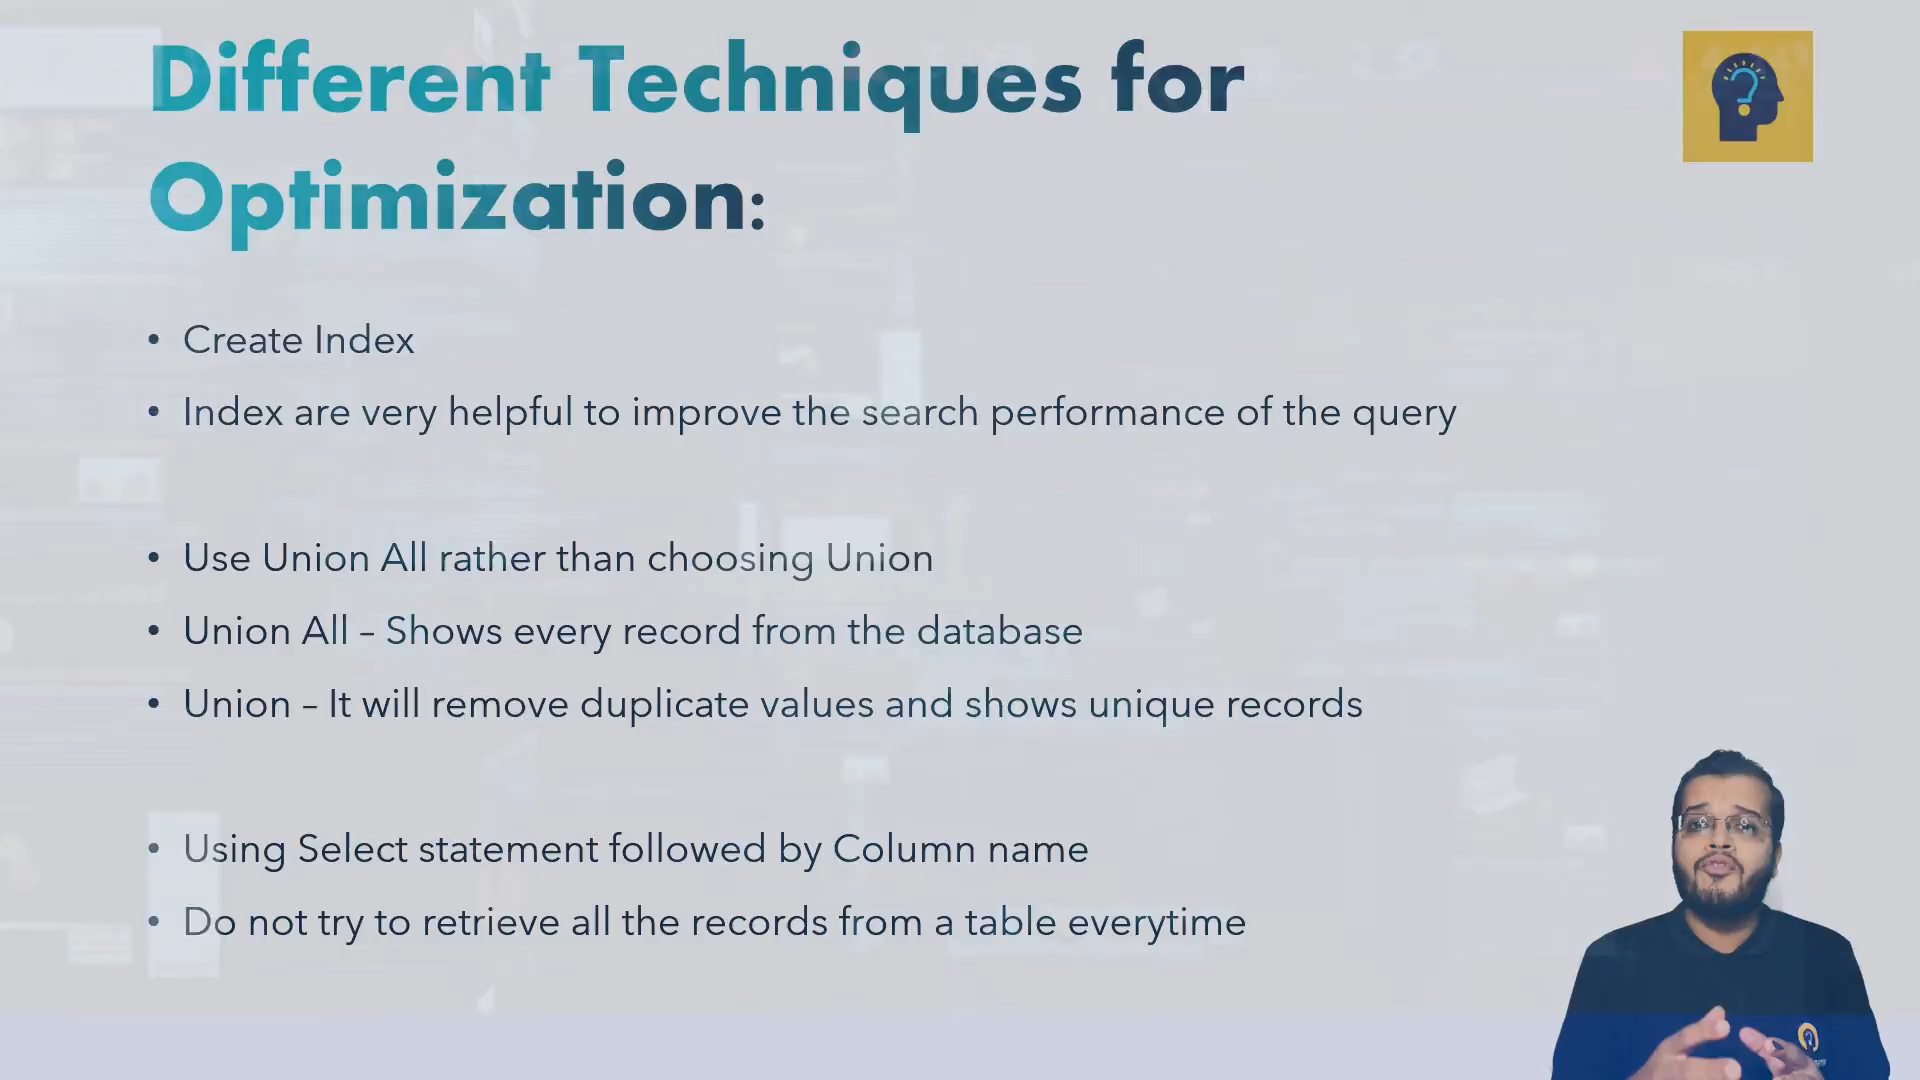 Different Techniques for
Optimization:
• Create Index
• Index are very helpful to improve the search performance of the query
• Use Union All rather than choosing Union
• Union All – Shows every record from the database
• Union – It will remove duplicate values and shows unique records
• Using Select statement followed by Column name
• Do not try to retrieve all the records from a table everytime